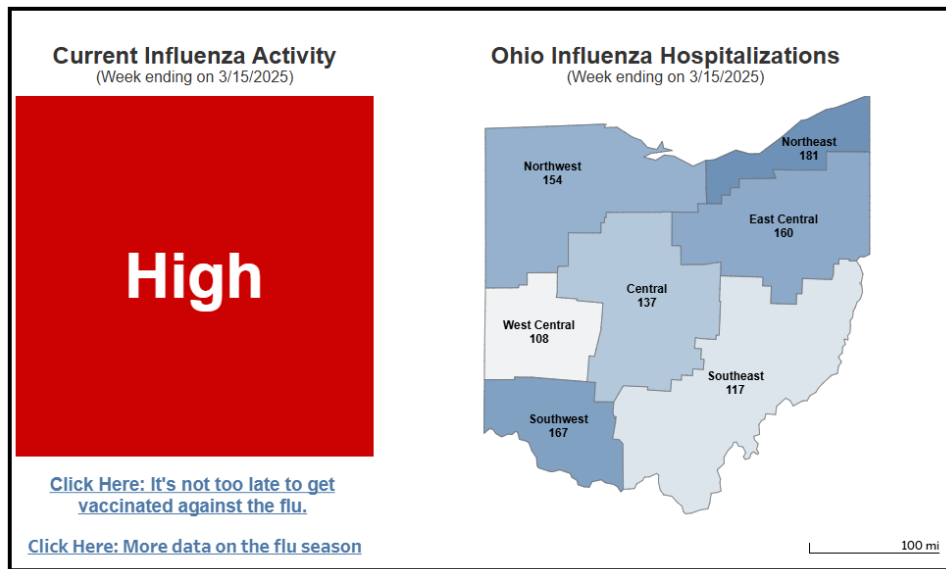 Current Influenza Activity
(Week ending on 3/15/2025)
High
Click Here: It's not too late to get
vaccinated against the flu.
Click Here: More data on the flu season
Ohio Influenza Hospitalizations
(Week ending on 3/15/2025)
Northeast
181
Northwest
154
East Central
160
Central
137
West Central
108
Southeast
117
Southwest
167
100 mi